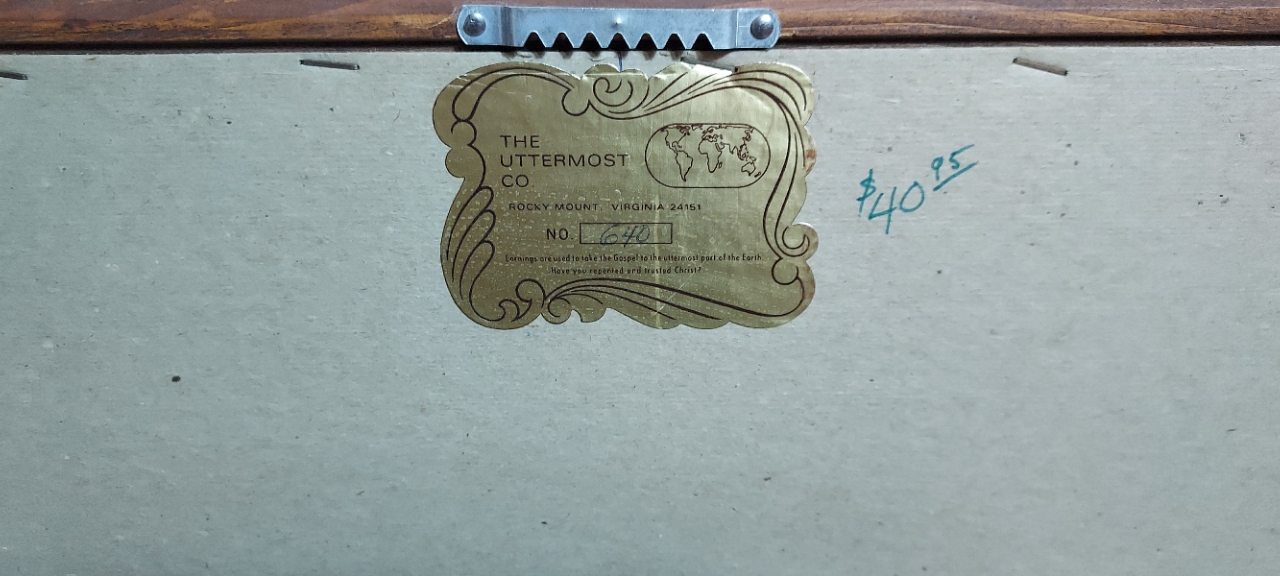 THE
UTTERMOST
CO.
ROCKY MOUNT, VIRGINIA 24151
NO. 640
Earnings are used to take the Gospel to the uttermost part of the Earth.
Have you repented and trusted Christ?
$40 95